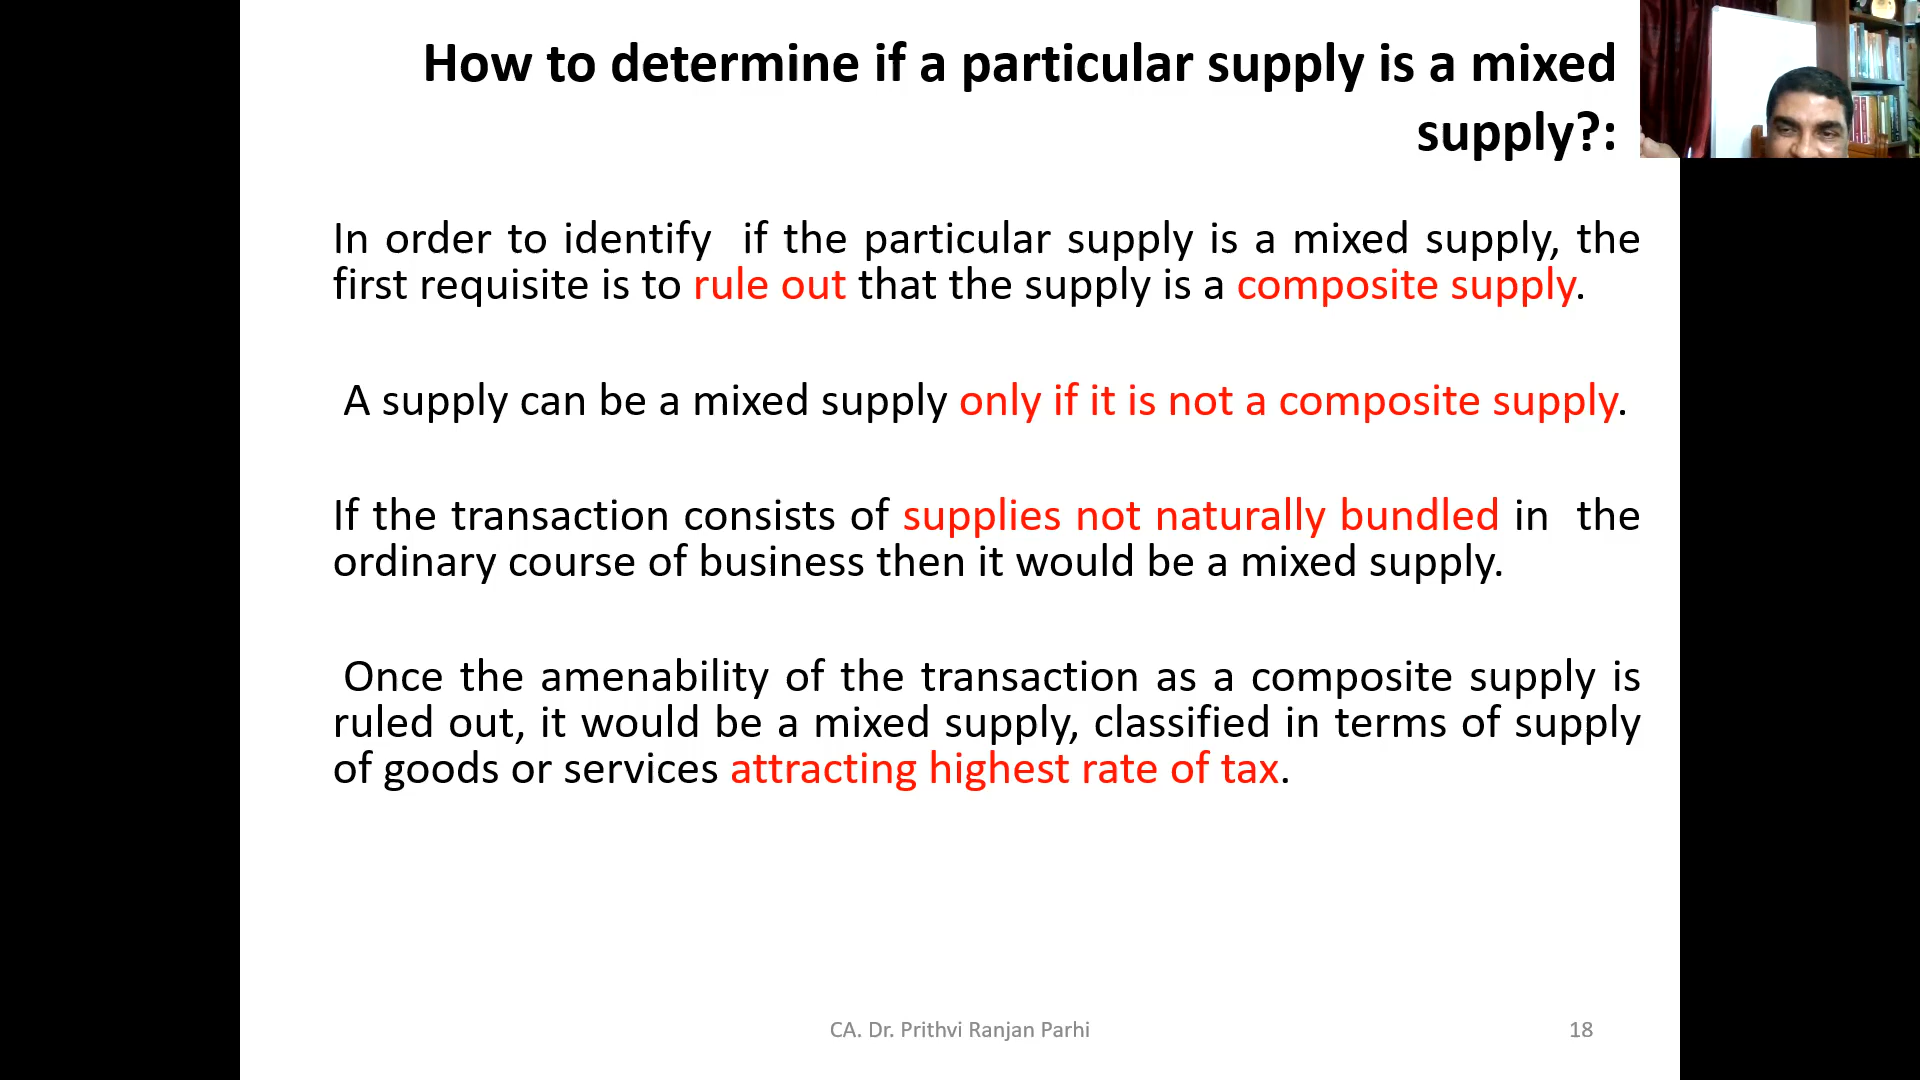 How to determine if a particular supply is a mixed
supply?:
In order to identify if the particular supply is a mixed supply, the
first requisite is to rule out that the supply is a composite supply.
A supply can be a mixed supply only if it is not a composite supply.
If the transaction consists of supplies not naturally bundled in the
ordinary course of business then it would be a mixed supply.
Once the amenability of the transaction as a composite supply is
ruled out, it would be a mixed supply, classified in terms of supply
of goods or services attracting highest rate of tax.
CA. Dr. Prithvi Ranjan Parhi
18